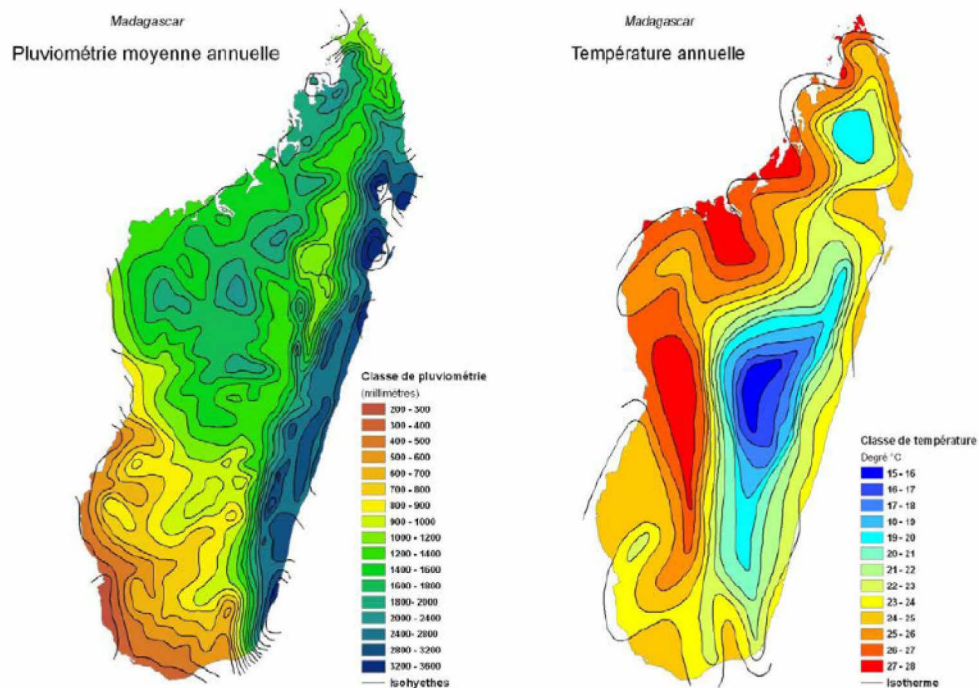 Madagascar
Pluviométrie moyenne annuelle
Classe de pluviométrie
(millimètres)
200 - 300
300 - 400
400 - 500
500 - 600
600 - 700
700 - 800
800 - 900
900 - 1000
1000 - 1200
1200 - 1400
1400 - 1600
1600 - 1800
1800 - 2000
2000 - 2400
2400 - 2800
2800 - 3200
3200 - 3600
Isohyethes
Madagascar
Température annuelle
Classe de température
Degré °C
15 - 16
16 - 17
17 - 18
18 - 19
19 - 20
20 - 21
21 - 22
22 - 23
23 - 24
24 - 25
25 - 26
26 - 27
27 - 28
Isotherme